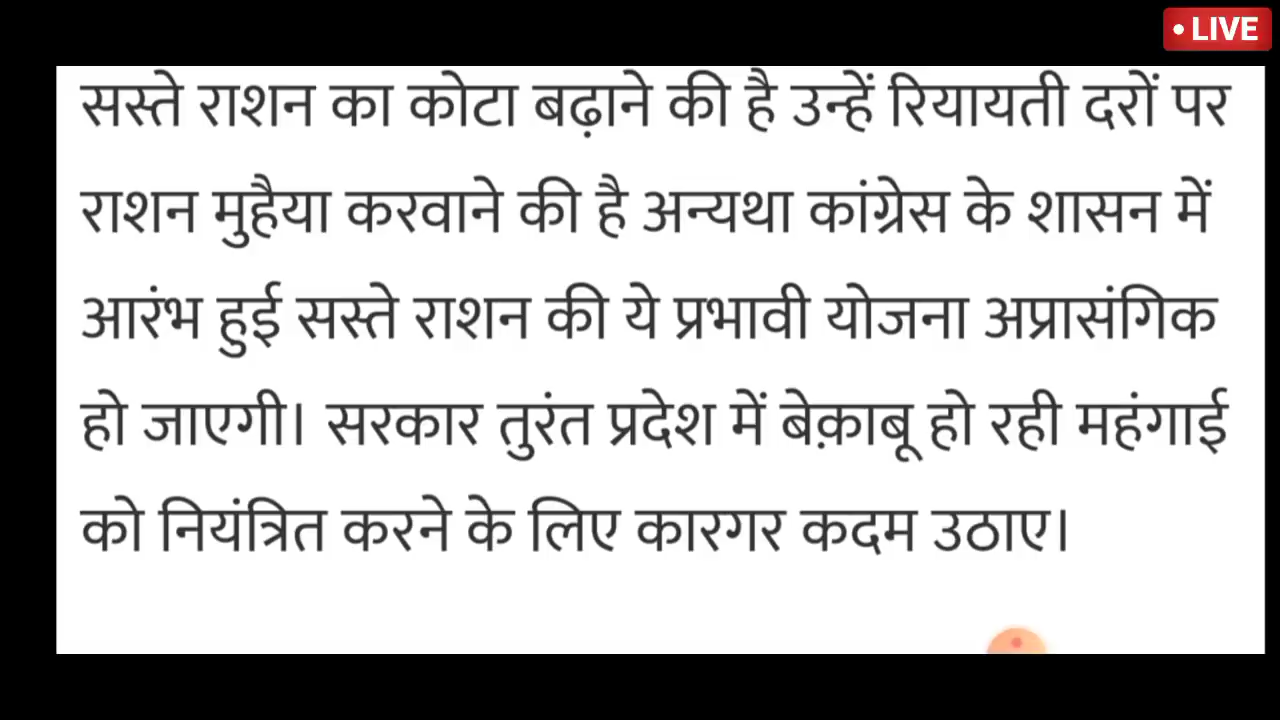 LIVE
सस्ते राशन का कोटा बढ़ाने की है उन्हें रियायती दरों पर
राशन मुहैया करवाने की है अन्यथा कांग्रेस के शासन में
आरंभ हुई सस्ते राशन की ये प्रभावी योजना अप्रासंगिक
हो जाएगी। सरकार तुरंत प्रदेश में बेक़ाबू हो रही महंगाई
को नियंत्रित करने के लिए कारगर कदम उठाए।